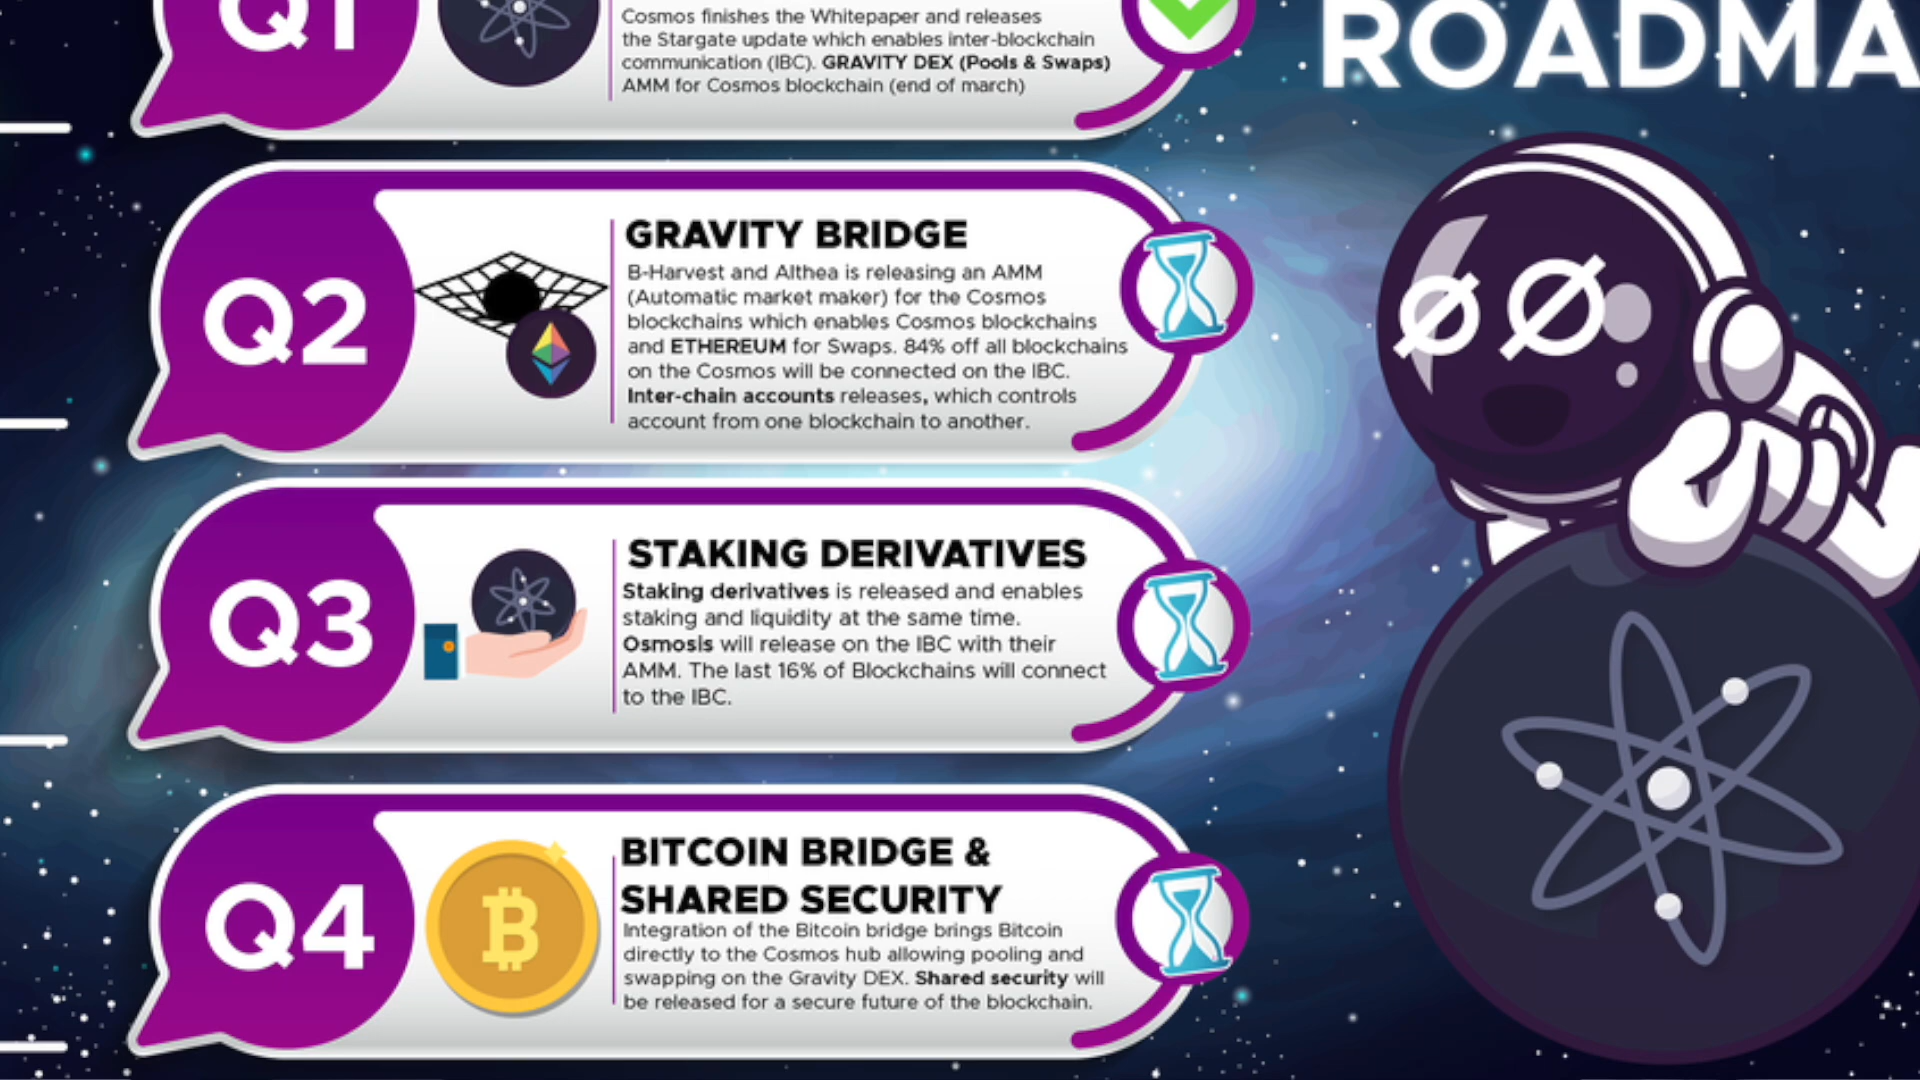 Q1
Cosmos finishes the Whitepaper and releases
the Stargate update which enables inter-blockchain
communication (IBC). GRAVITY DEX (Pools & Swaps)
AMM for Cosmos blockchain (end of march)
ROADMA
Q2
GRAVITY BRIDGE
B-Harvest and Althea is releasing an AMM
(Automatic market maker) for the Cosmos
blockchains which enables Cosmos blockchains
and ETHEREUM for Swaps. 84% off all blockchains
on the Cosmos will be connected on the IBC.
Inter-chain accounts releases, which controls
account from one blockchain to another.
Q3
STAKING DERIVATIVES
Staking derivatives is released and enables
staking and liquidity at the same time.
Osmosis will release on the IBC with their
AMM. The last 16% of Blockchains will connect
to the IBC.
Q4
BITCOIN BRIDGE &
SHARED SECURITY
Integration of the Bitcoin bridge brings Bitcoin
directly to the Cosmos hub allowing pooling and
swapping on the Gravity DEX. Shared security will
be released for a secure future of the blockchain.